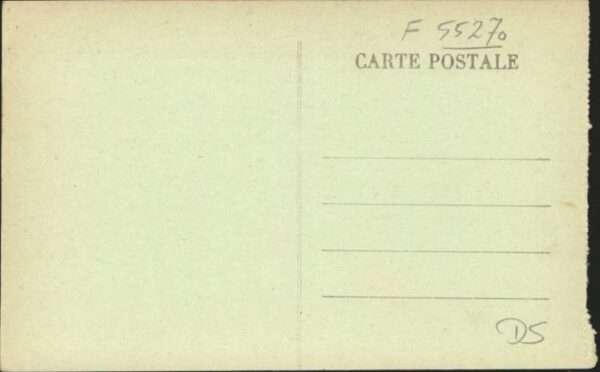 F 55270
CARTE POSTALE
DS